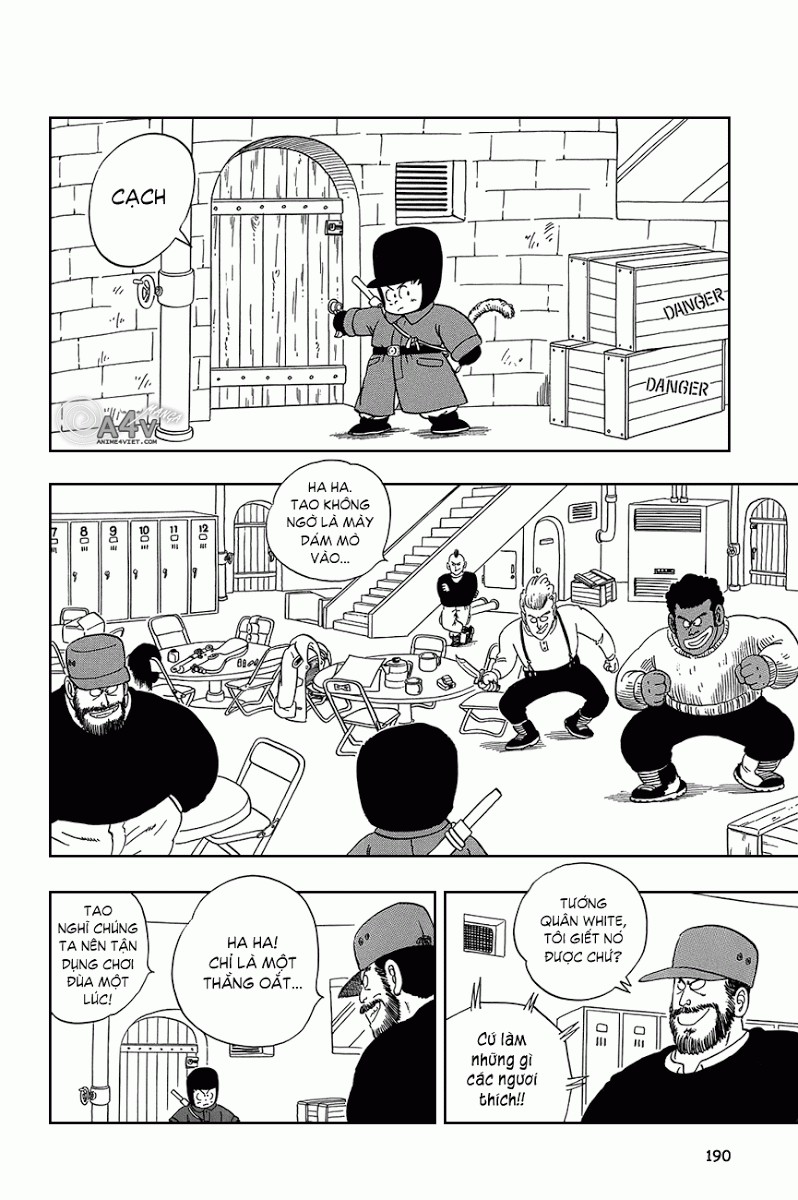 CẠCH
DANGER
DANGER
A4V
MANGA
ANIME4VIET.COM
HA HA.
TAO KHÔNG
NGỜ LÀ MÀY
DÁM MÒ
VÀO...
7
8
9
10
11
12
TAO
NGHĨ CHÚNG
TA NÊN TẬN
DỤNG CHƠI
ĐÙA MỘT
LÚC!
HA HA!
CHỈ LÀ MỘT
THẰNG OẮT...
TƯỚNG
QUÂN WHITE,
TÔI GIẾT NÓ
ĐƯỢC CHỨ?
Cứ làm
những gì
các ngươi
thích!!
190